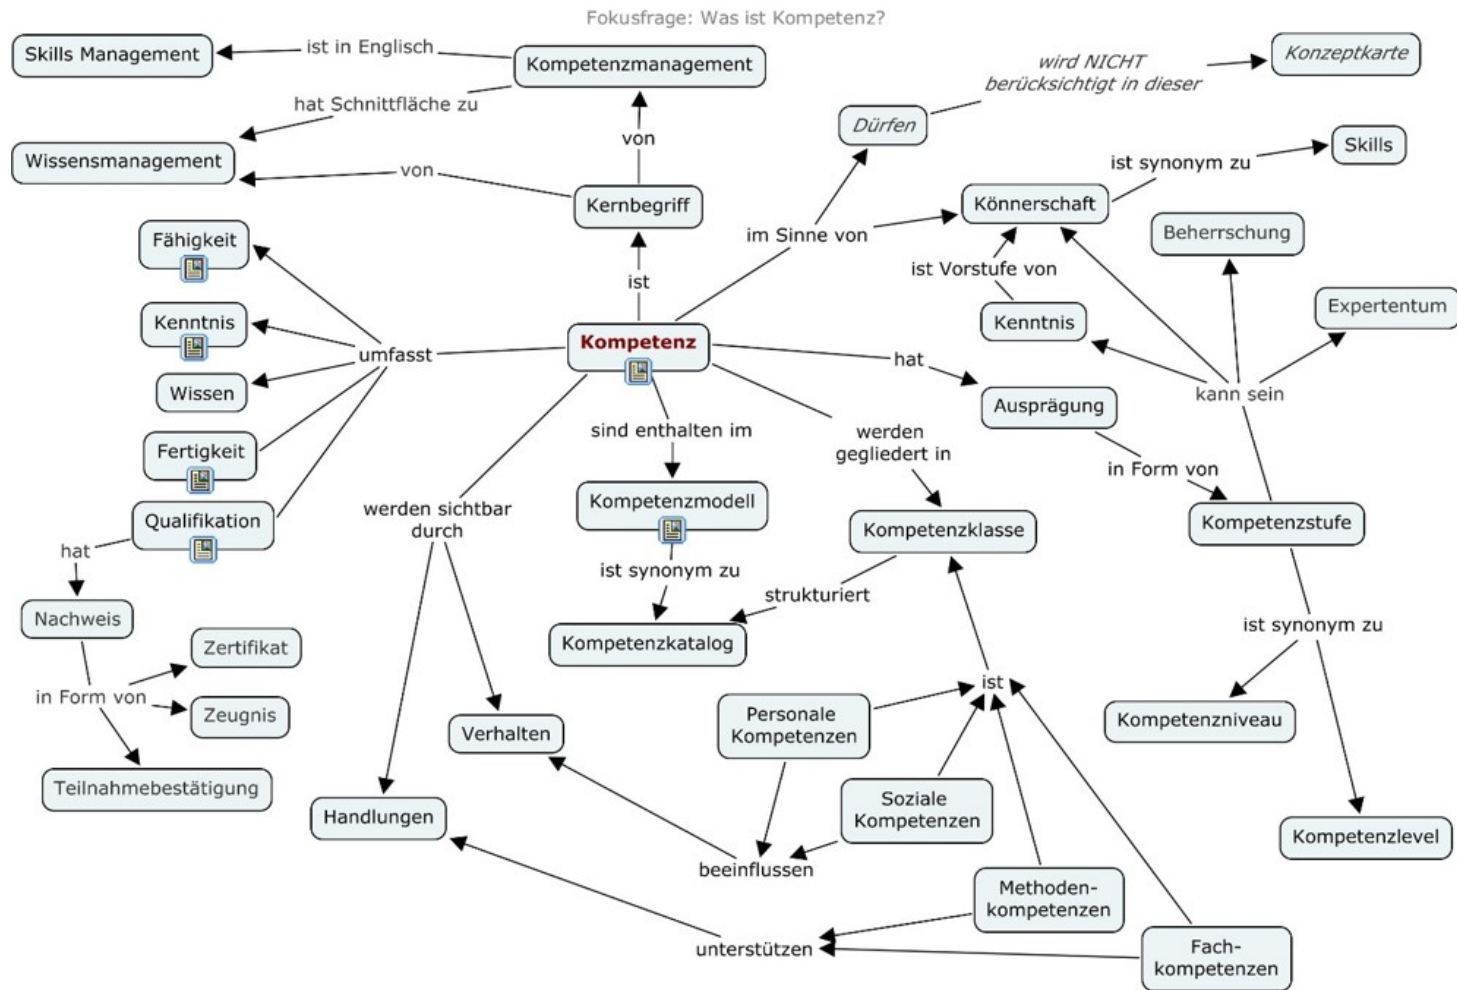 Fokusfrage: Was ist Kompetenz?
Skills Management
ist in Englisch
Kompetenzmanagement
wird NICHT
berücksichtigt in dieser
Konzeptkarte
hat Schnittfläche zu
Dürfen
Wissensmanagement
von
von
Skills
ist synonym zu
Kernbegriff
Könnerschaft
im Sinne von
Beherrschung
Fähigkeit
ist
ist Vorstufe von
Kenntnis
Kenntnis
Expertentum
Kompetenz
umfasst
hat
Wissen
Ausprägung
kann sein
sind enthalten im
werden
gegliedert in
Fertigkeit
in Form von
Kompetenzmodell
werden sichtbar
durch
Qualifikation
Kompetenzklasse
Kompetenzstufe
hat
ist synonym zu
strukturiert
Nachweis
Kompetenzkatalog
ist synonym zu
Zertifikat
in Form von
Zeugnis
ist
Personale
Kompetenzen
Kompetenzniveau
Verhalten
Teilnahmebestätigung
Handlungen
Soziale
Kompetenzen
Kompetenzlevel
beeinflussen
Methoden-
kompetenzen
unterstützen
Fach-
kompetenzen